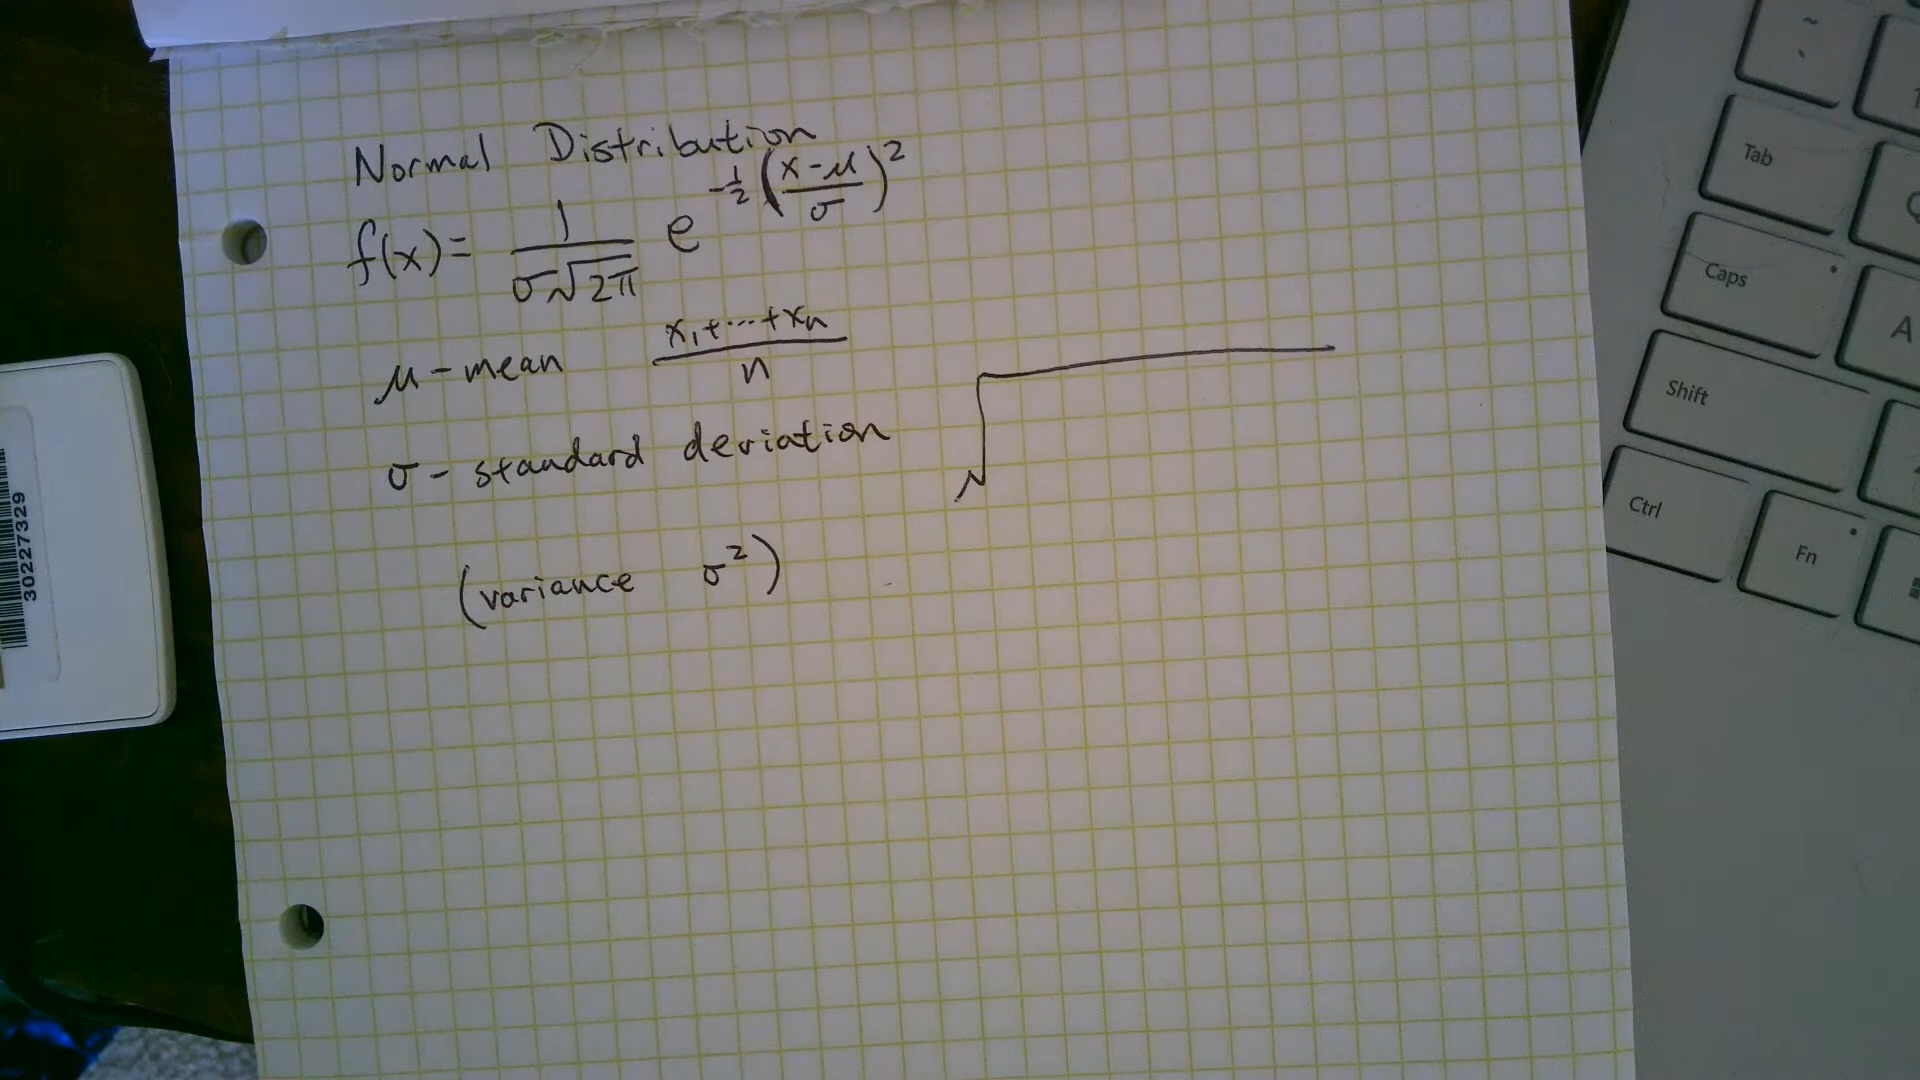 Normal Distribution
f(x) = 1/(σ√2π) e^(-1/2 ((x-μ)/σ)^2)
μ - mean (x₁+⋯+xₙ)/n
σ - standard deviation √
(variance σ²)
30227329
~
`
Tab
Caps
A
Shift
Ctrl
Fn